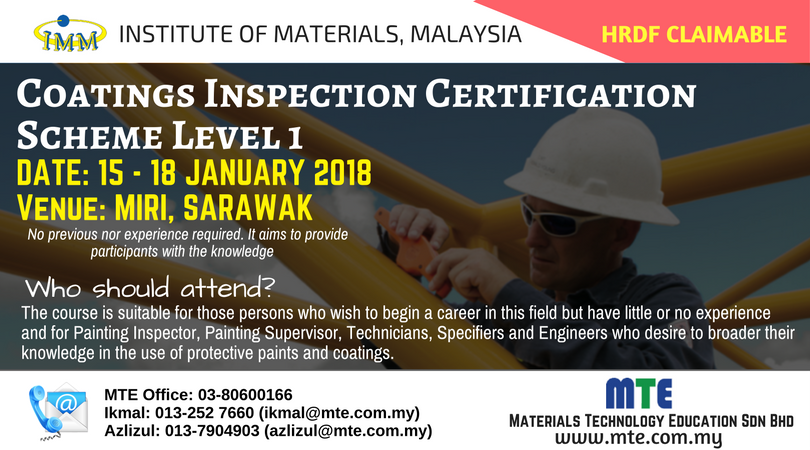 IMM
INSTITUTE OF MATERIALS, MALAYSIA
HRDF CLAIMABLE
Coatings Inspection Certification
Scheme Level 1
DATE: 15 - 18 JANUARY 2018
Venue: MIRI, SARAWAK
No previous nor experience required. It aims to provide
participants with the knowledge
Who should attend?
The course is suitable for those persons who wish to begin a career in this field but have little or no experience
and for Painting Inspector, Painting Supervisor, Technicians, Specifiers and Engineers who desire to broader their
knowledge in the use of protective paints and coatings.
@
MTE Office: 03-80600166
Ikmal: 013-252 7660 (ikmal@mte.com.my)
Azlizul: 013-7904903 (azlizul@mte.com.my)
MTE
Materials Technology Education Sdn Bhd
www.mte.com.my